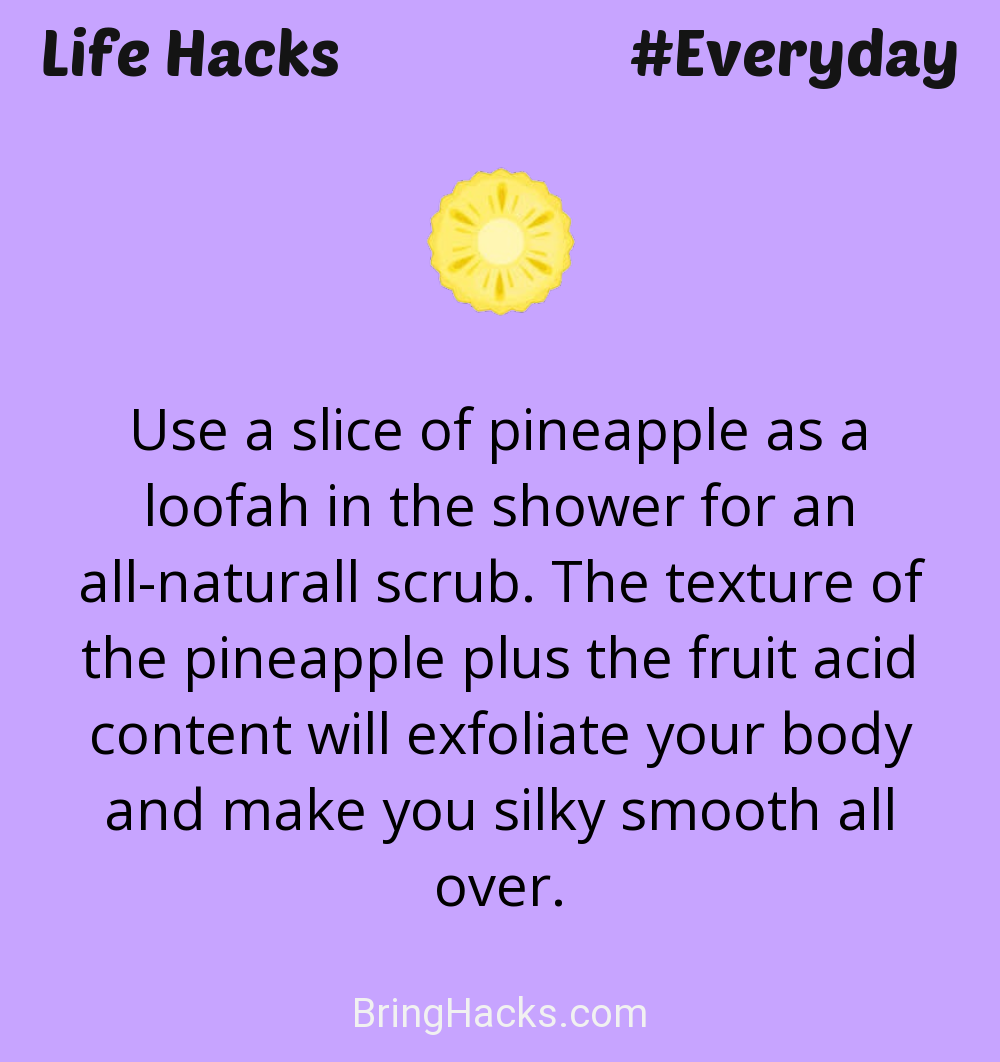 Life Hacks #Everyday
Use a slice of pineapple as a
loofah in the shower for an
all-naturall scrub. The texture of
the pineapple plus the fruit acid
content will exfoliate your body
and make you silky smooth all
over.
BringHacks.com